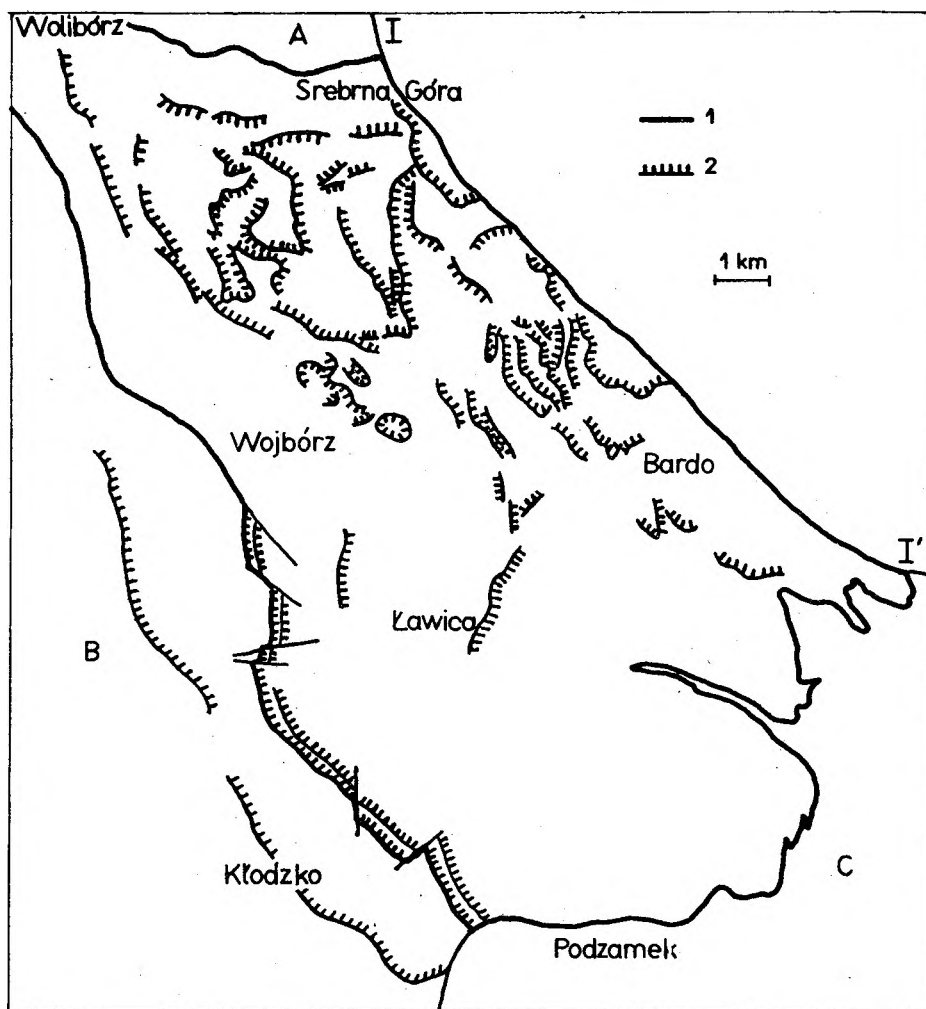 Wolibórz
A
I
Srebrna Góra
1
2
1 km
Wojbórz
Bardo
I'
Ławica
B
Kłodzko
C
Podzamek